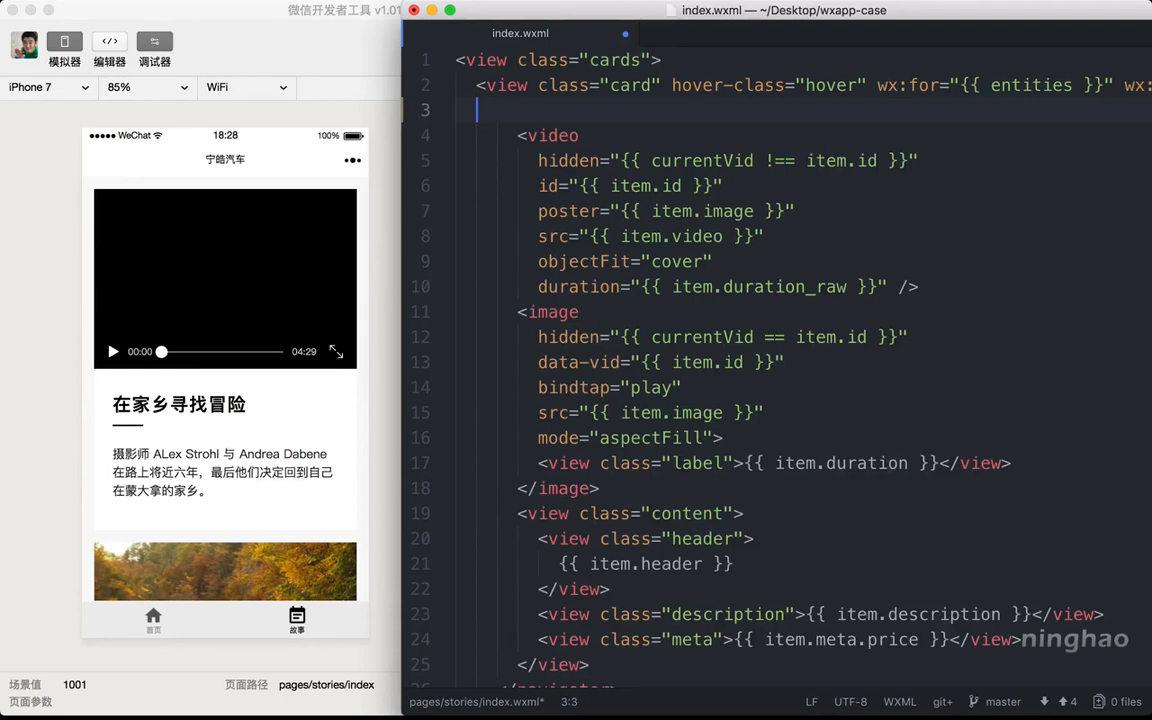 微信开发者工具 v1.01
index.wxml — ~/Desktop/wxapp-case
模拟器
编辑器
调试器
iPhone 7
85%
WiFi
WeChat
18:28
100%
宁皓汽车
00:00
04:29
在家乡寻找冒险
摄影师 ALex Strohl 与 Andrea Dabene
在路上将近六年，最后他们决定回到自己
在蒙大拿的家乡。
首页
故事
场景值
1001
页面路径
pages/stories/index
页面参数
index.wxml
1 <view class="cards">
2 <view class="card" hover-class="hover" wx:for="{{ entities }}" wx:
3
4 <video
5 hidden="{{ currentVid !== item.id }}"
6 id="{{ item.id }}"
7 poster="{{ item.image }}"
8 src="{{ item.video }}"
9 objectFit="cover"
10 duration="{{ item.duration_raw }}" />
11 <image
12 hidden="{{ currentVid == item.id }}"
13 data-vid="{{ item.id }}"
14 bindtap="play"
15 src="{{ item.image }}"
16 mode="aspectFill">
17 <view class="label">{{ item.duration }}</view>
18 </image>
19 <view class="content">
20 <view class="header">
21 {{ item.header }}
22 </view>
23 <view class="description">{{ item.description }}</view>
24 <view class="meta">{{ item.meta.price }}</view>
25 </view>
ninghao
pages/stories/index.wxml*
3:3
LF
UTF-8
WXML
git+
master
4
0 files